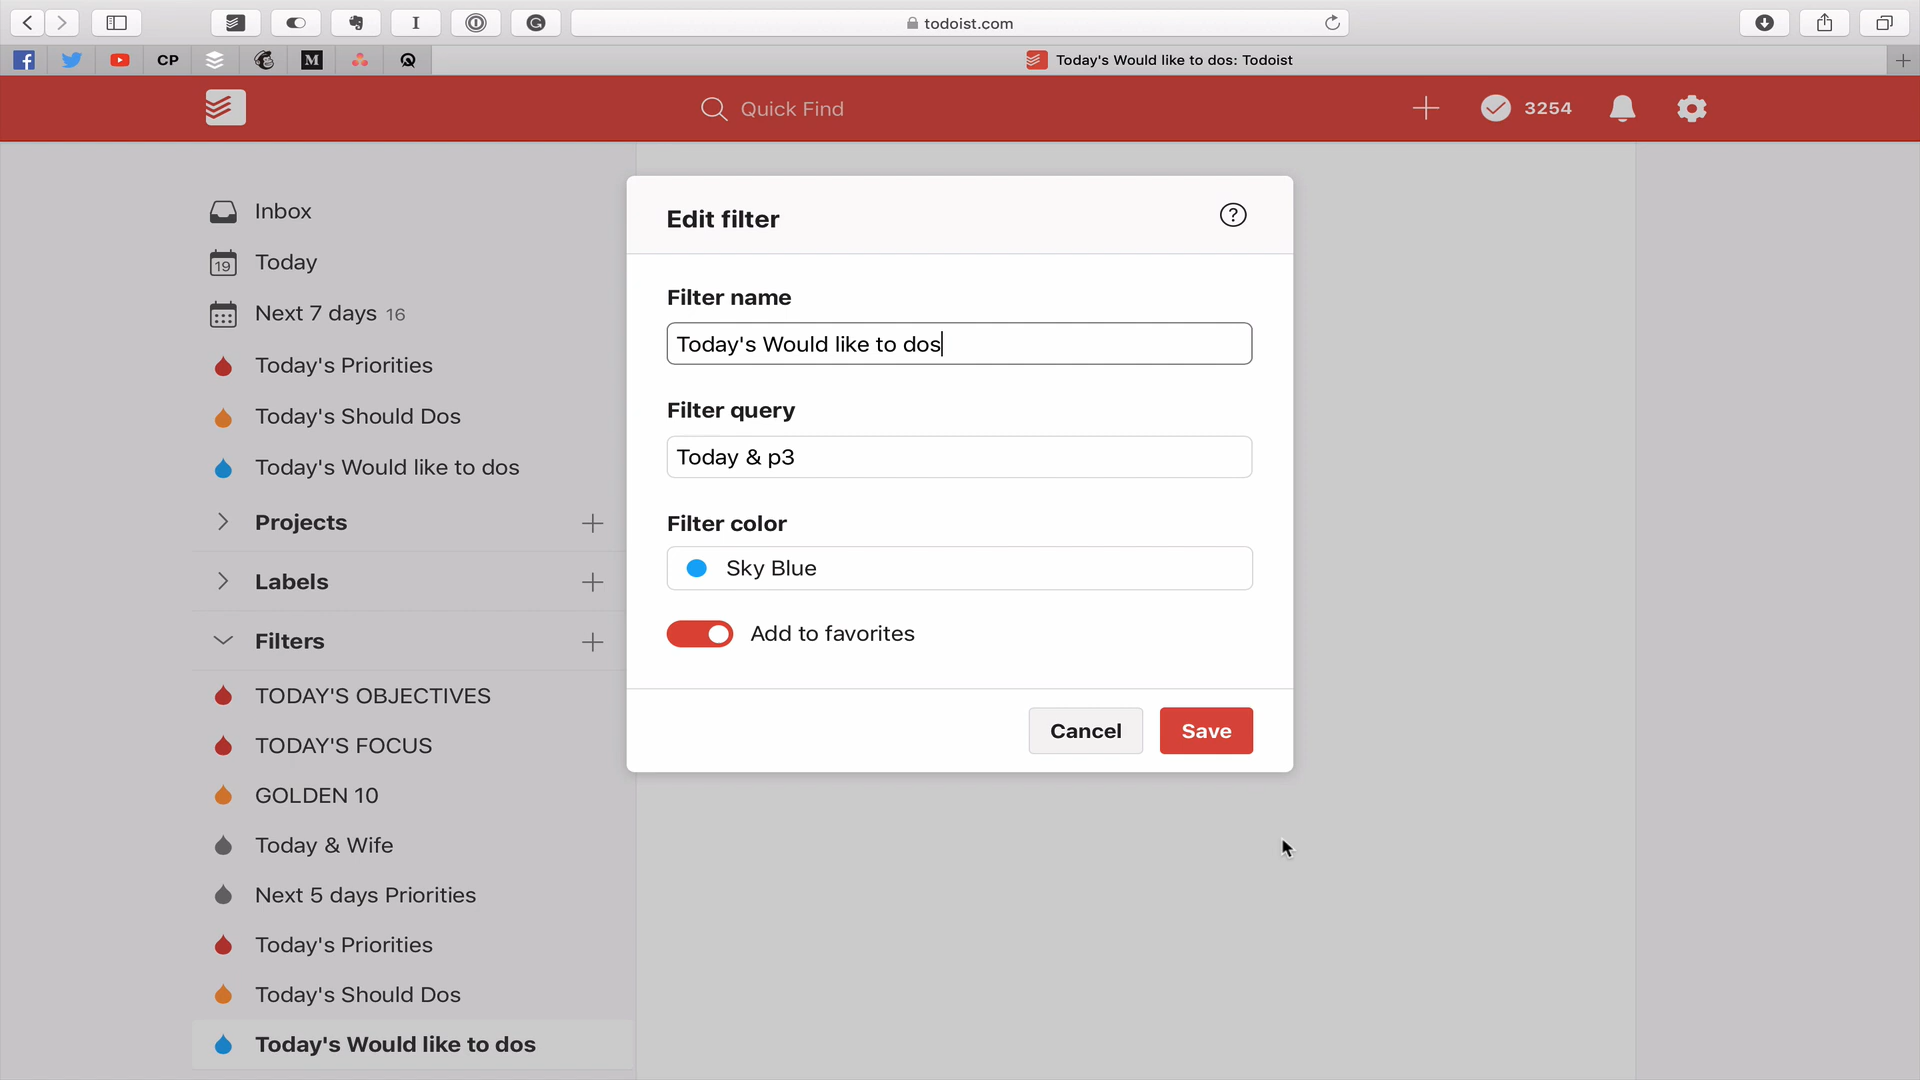 todoist.com
CP
M
Today's Would like to dos: Todoist
Quick Find
3254
Inbox
19
Today
Next 7 days 16
Today's Priorities
Today's Should Dos
Today's Would like to dos
Projects
Labels
Filters
TODAY'S OBJECTIVES
TODAY'S FOCUS
GOLDEN 10
Today & Wife
Next 5 days Priorities
Today's Priorities
Today's Should Dos
Today's Would like to dos
Edit filter
?
Filter name
Today's Would like to dos
Filter query
Today & p3
Filter color
Sky Blue
Add to favorites
Cancel
Save